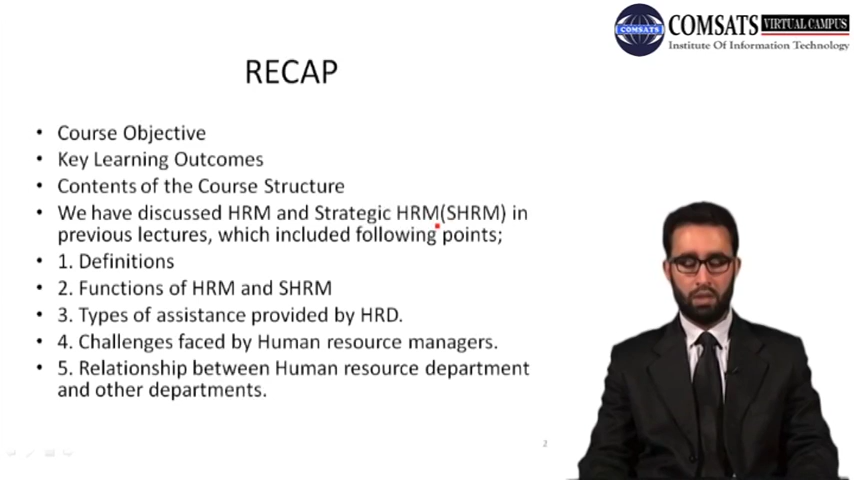 COMSATS VIRTUAL CAMPUS
COMSATS
Institute Of Information Technology
RECAP
• Course Objective
• Key Learning Outcomes
• Contents of the Course Structure
• We have discussed HRM and Strategic HRM(SHRM) in
previous lectures, which included following points;
• 1. Definitions
• 2. Functions of HRM and SHRM
• 3. Types of assistance provided by HRD.
• 4. Challenges faced by Human resource managers.
• 5. Relationship between Human resource department
and other departments.
2